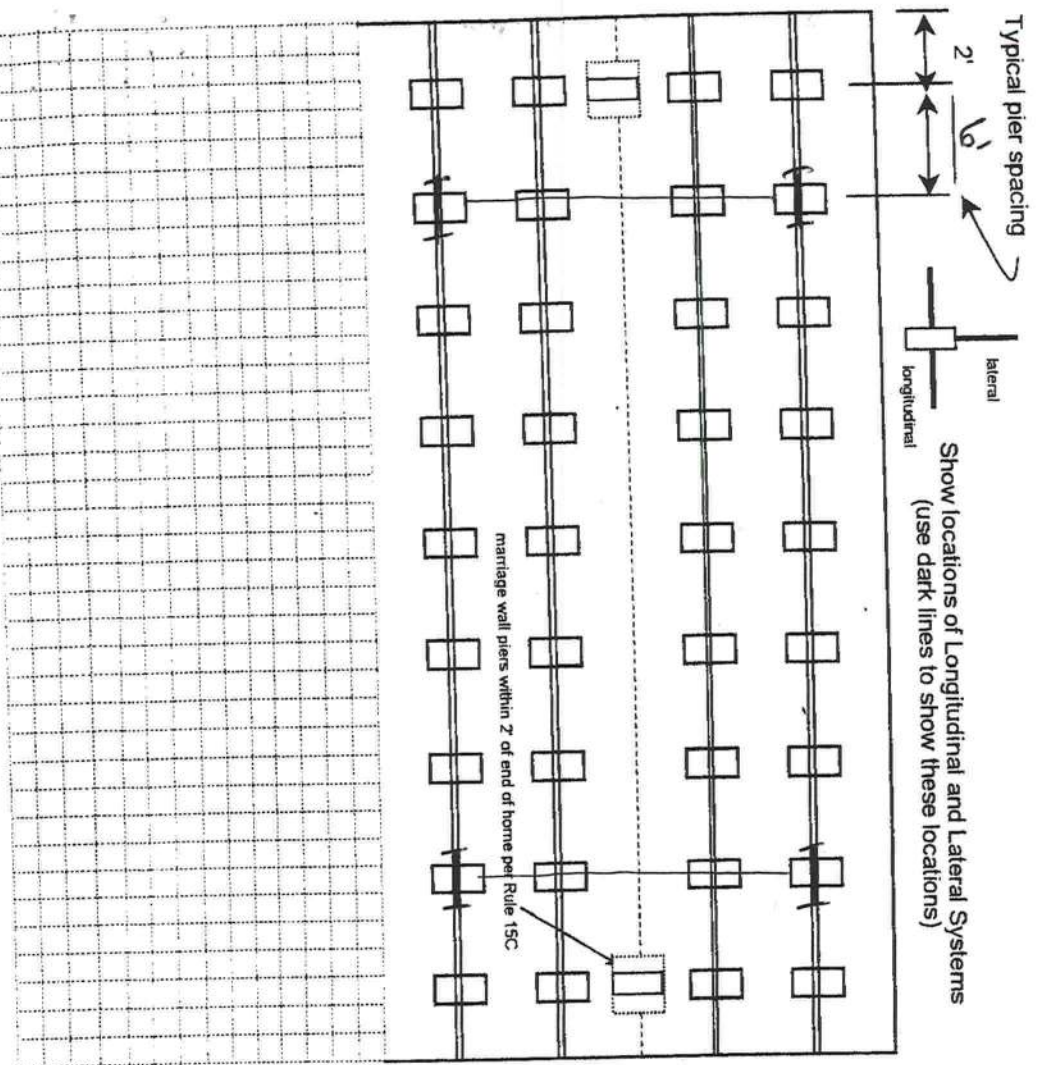 Typical pier spacing
2'
6'
lateral
longitudinal
Show locations of Longitudinal and Lateral Systems
(use dark lines to show these locations)
marriage wall piers within 2' of end of home per Rule 15C